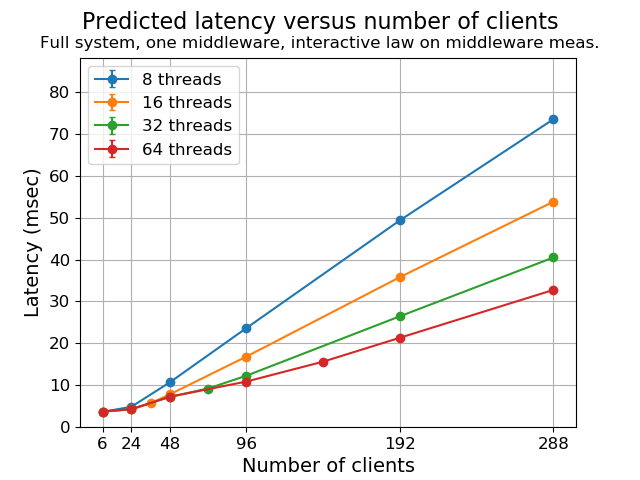 Predicted latency versus number of clients
Full system, one middleware, interactive law on middleware meas.
8 threads
16 threads
32 threads
64 threads
Latency (msec)
80
70
60
50
40
30
20
10
0
6 24 48 96 192 288
Number of clients